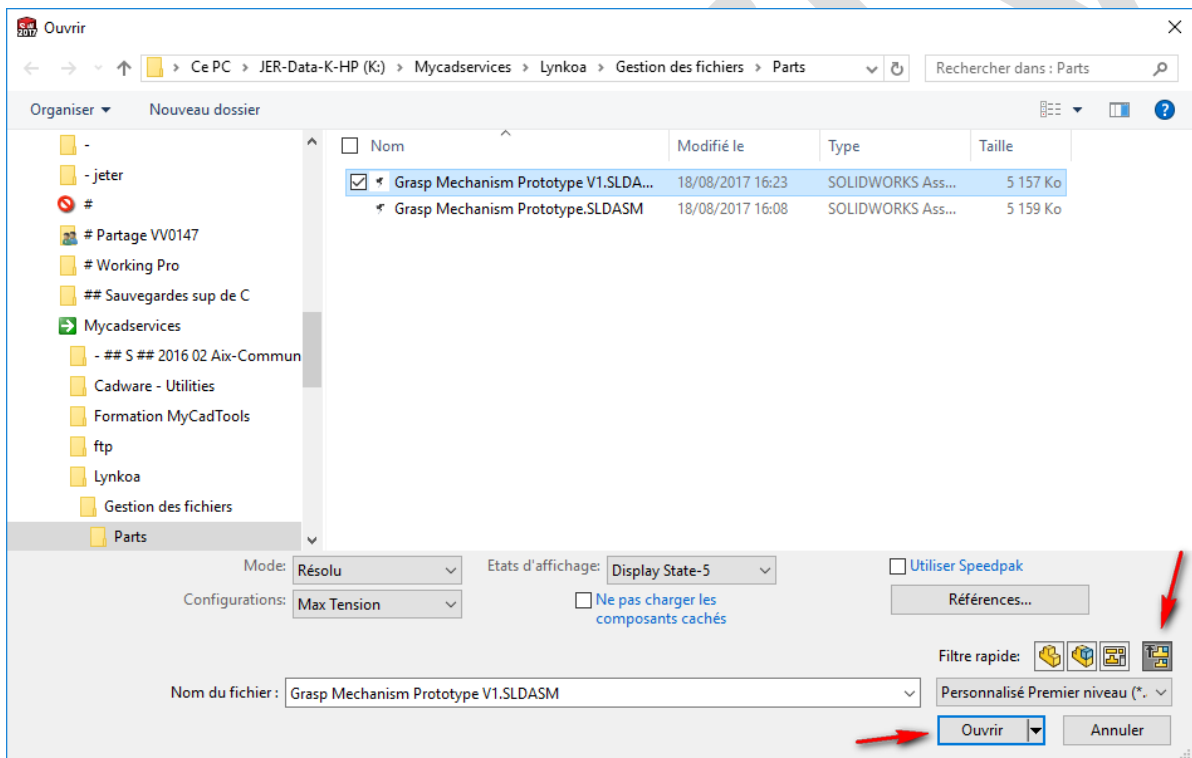 SW 2017 Ouvrir
Ce PC > JER-Data-K-HP (K:) > Mycadservices > Lynkoa > Gestion des fichiers > Parts
Rechercher dans : Parts
Organiser Nouveau dossier
Nom Modifié le Type Taille
-
- jeter
Grasp Mechanism Prototype V1.SLDA... 18/08/2017 16:23 SOLIDWORKS Ass... 5 157 Ko
#
Grasp Mechanism Prototype.SLDASM 18/08/2017 16:08 SOLIDWORKS Ass... 5 159 Ko
# Partage VV0147
# Working Pro
## Sauvegardes sup de C
Mycadservices
- ## S ## 2016 02 Aix-Commun
Cadware - Utilities
Formation MyCadTools
ftp
Lynkoa
Gestion des fichiers
Parts
Mode: Résolu Etats d'affichage: Display State-5 Utiliser Speedpak
Configurations: Max Tension Ne pas charger les Références...
composants cachés
Filtre rapide:
Nom du fichier : Grasp Mechanism Prototype V1.SLDASM Personnalisé Premier niveau (*.
Ouvrir Annuler